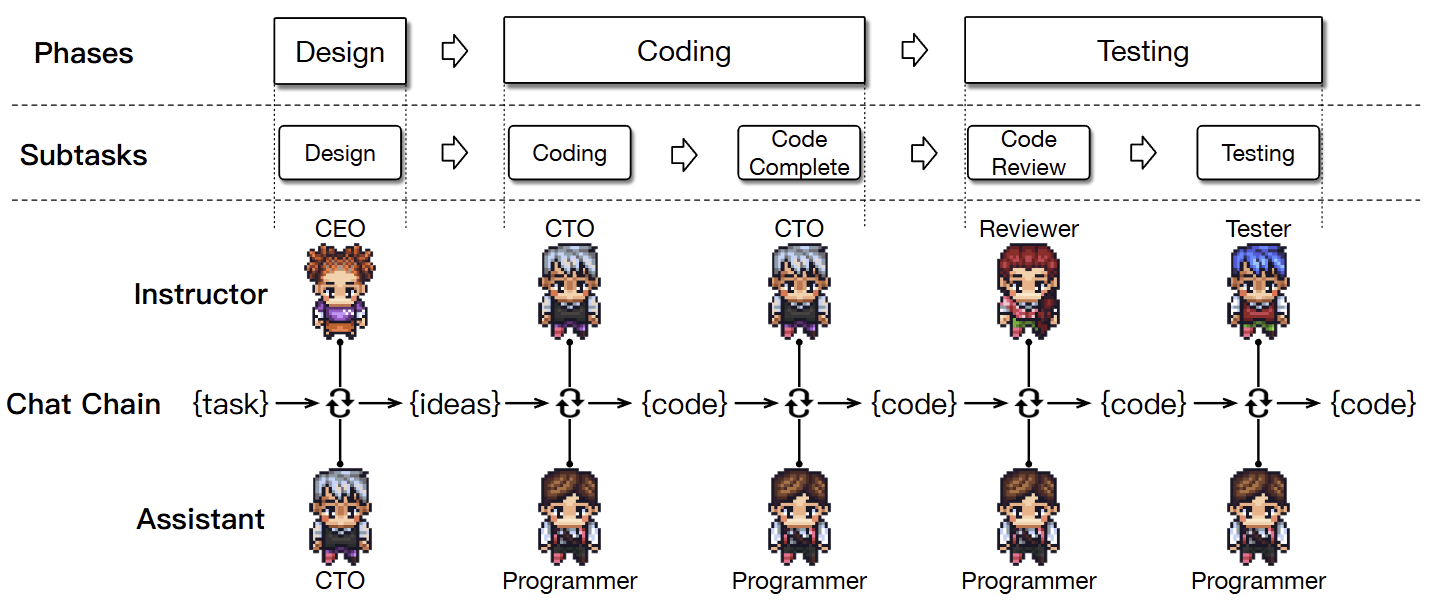 Phases
Design
Coding
Testing
Subtasks
Design
Coding
Code
Complete
Code
Review
Testing
CEO
CTO
CTO
Reviewer
Tester
Instructor
Chat Chain
{task}
{ideas}
{code}
{code}
{code}
{code}
Assistant
CTO
Programmer
Programmer
Programmer
Programmer